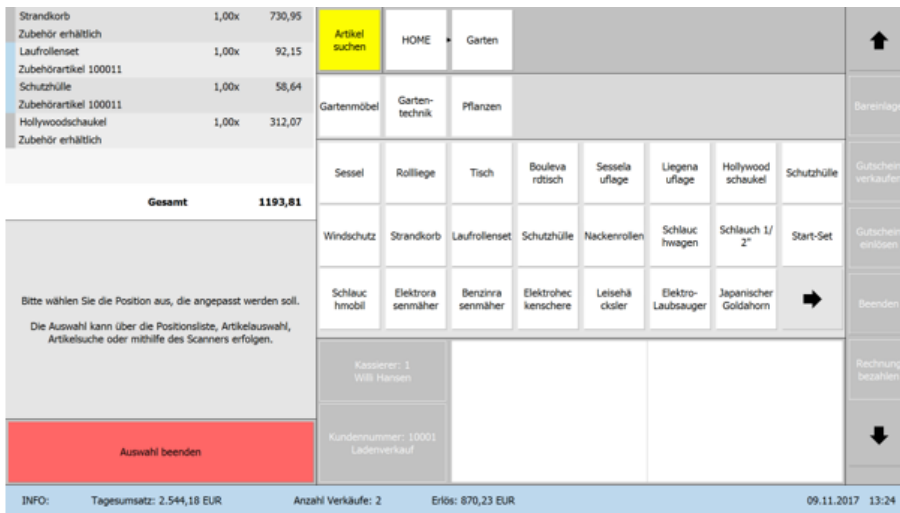 Strandkorb 1,00x 730,95
Zubehör erhältlich
Laufrollenset 1,00x 92,15
Zubehörartikel 100011
Schutzhülle 1,00x 58,64
Zubehörartikel 100011
Hollywoodschaukel 1,00x 312,07
Zubehör erhältlich
Gesamt 1193,81
Bitte wählen Sie die Position aus, die angepasst werden soll.
Die Auswahl kann über die Positionsliste, Artikelauswahl,
Artikelsuche oder mithilfe des Scanners erfolgen.
Auswahl beenden
Artikel
suchen
HOME
Garten
Gartenmöbel
Garten-
technik
Pflanzen
Sessel
Rollliege
Tisch
Bouleva
rdtisch
Sessela
uflage
Liegena
uflage
Hollywood
schaukel
Schutzhülle
Windschutz
Strandkorb
Laufrollenset
Schutzhülle
Nackenrollen
Schlauc
hwagen
Schlauch 1/
2"
Start-Set
Schlauc
hmobil
Elektrora
senmäher
Benzinra
senmäher
Elektrohec
kenschere
Leisehä
cksler
Elektro-
Laubsauger
Japanischer
Goldahorn
Kassierer: 1
Willi Hansen
Kundennummer: 10001
Ladenverkauf
Bareinlage
Gutschein
verkaufen
Gutschein
einlösen
Beenden
Rechnung
bezahlen
INFO: Tagesumsatz: 2.544,18 EUR Anzahl Verkäufe: 2 Erlös: 870,23 EUR 09.11.2017 13:24